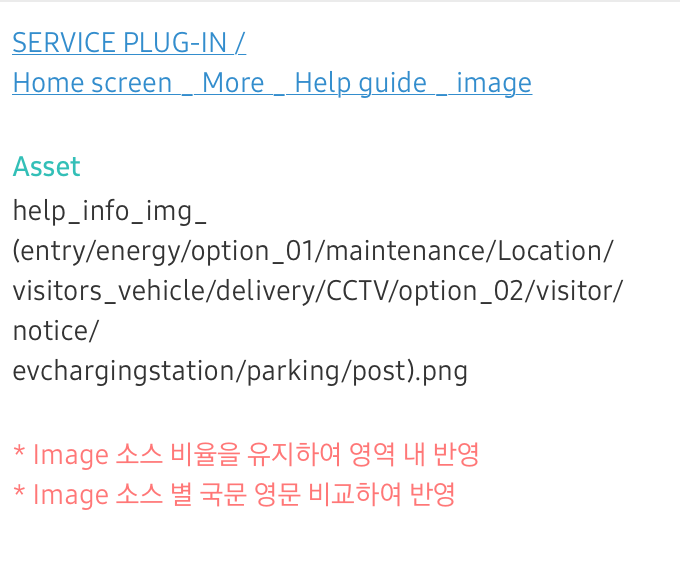 SERVICE PLUG-IN /
Home screen _ More _ Help guide _ image
Asset
help_info_img_
(entry/energy/option_01/maintenance/Location/
visitors_vehicle/delivery/CCTV/option_02/visitor/
notice/
evchargingstation/parking/post).png
* Image 소스 비율을 유지하여 영역 내 반영
* Image 소스 별 국문 영문 비교하여 반영